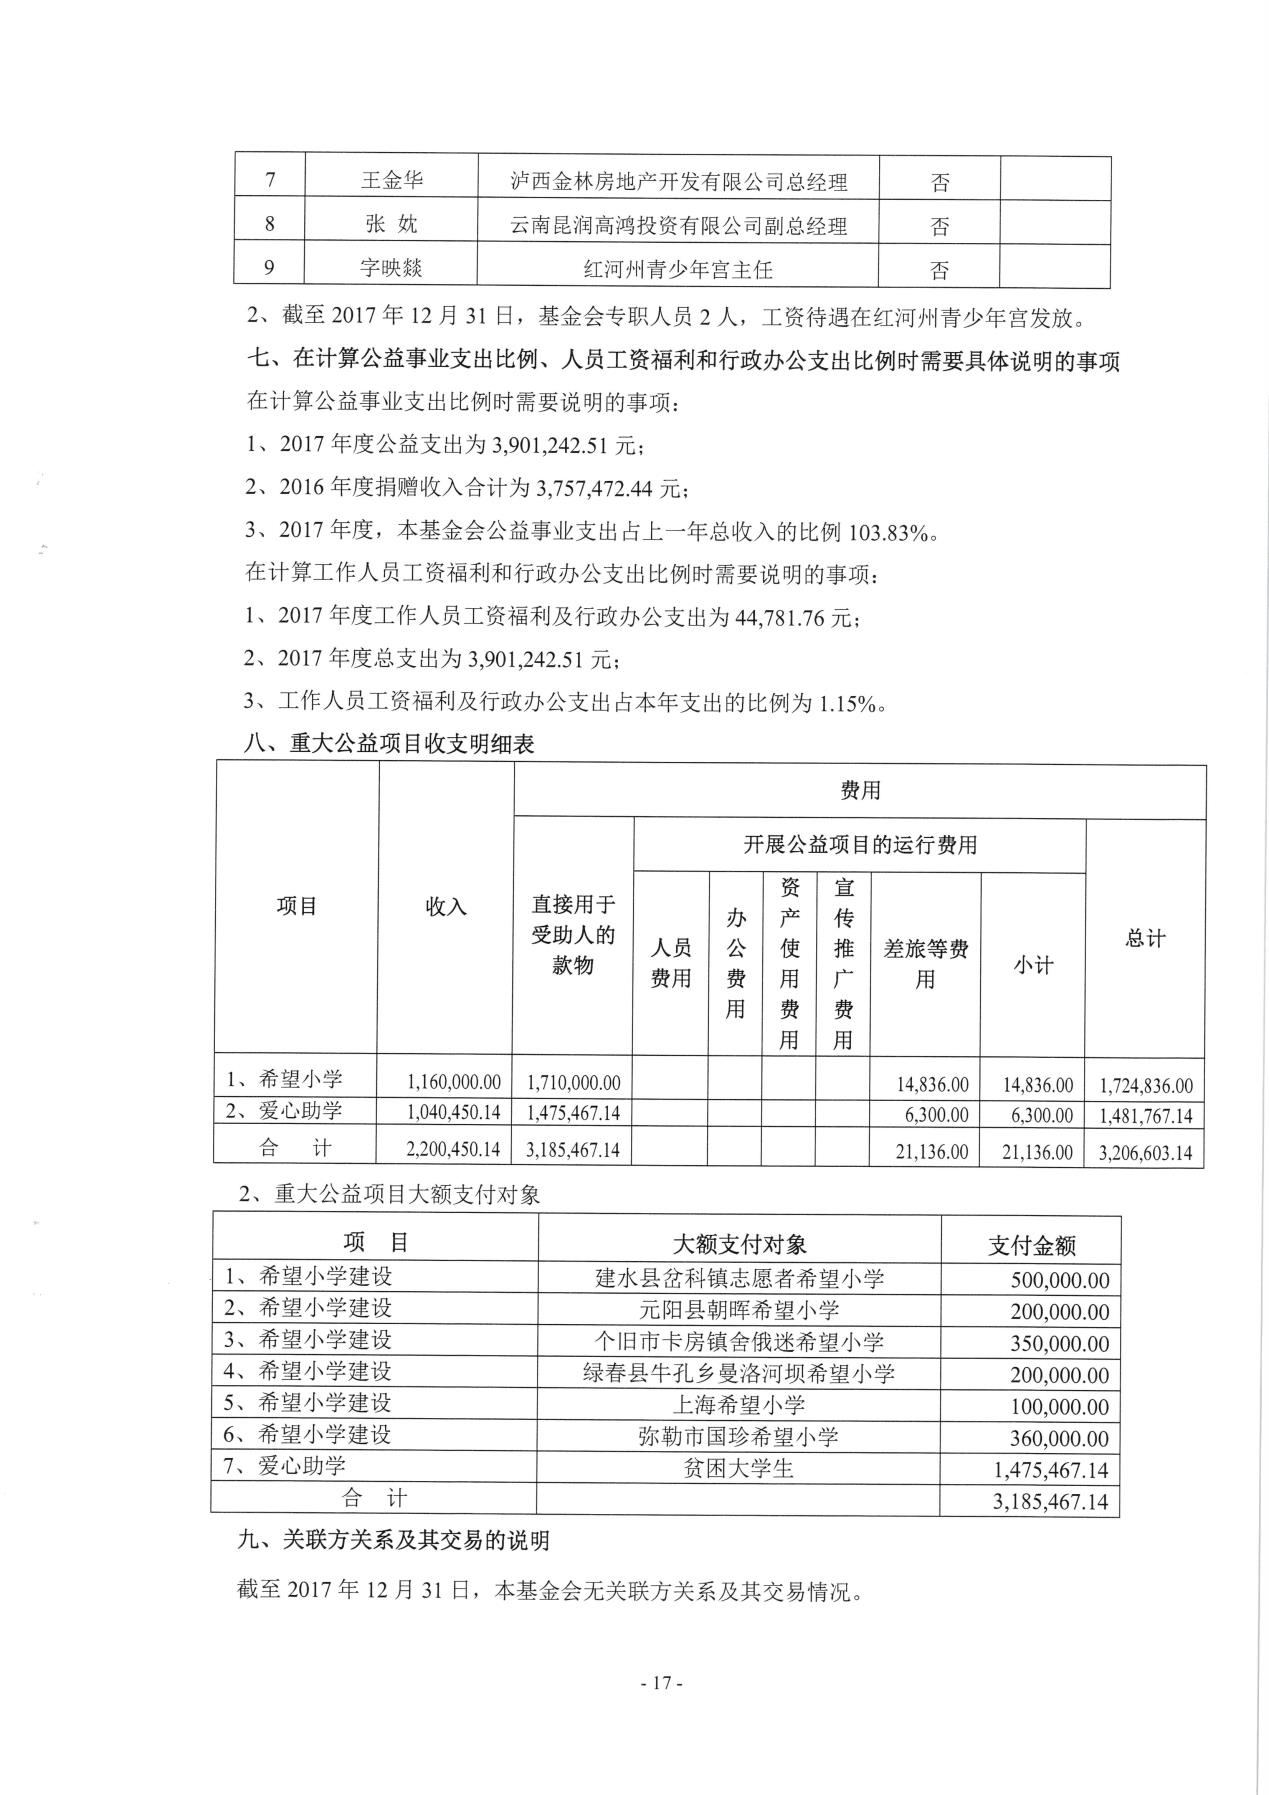 7 王金华 泸西金林房地产开发有限公司总经理 否
8 张 妉 云南昆润高鸿投资有限公司副总经理 否
9 字映燚 红河州青少年宫主任 否
2、截至 2017 年 12 月 31 日，基金会专职人员 2 人，工资待遇在红河州青少年宫发放。
七、在计算公益事业支出比例、人员工资福利和行政办公支出比例时需要具体说明的事项
在计算公益事业支出比例时需要说明的事项：
1、2017 年度公益支出为 3,901,242.51 元；
2、2016 年度捐赠收入合计为 3,757,472.44 元；
3、2017 年度，本基金会公益事业支出占上一年总收入的比例 103.83%。
在计算工作人员工资福利和行政办公支出比例时需要说明的事项：
1、2017 年度工作人员工资福利及行政办公支出为 44,781.76 元；
2、2017 年度总支出为 3,901,242.51 元；
3、工作人员工资福利及行政办公支出占本年支出的比例为 1.15%。
八、重大公益项目收支明细表
项目 收入 费用
直接用于受助人的款物 开展公益项目的运行费用 总计
人员费用 办公费用 资产使用费用 宣传推广费用 差旅等费用 小计
1、希望小学 1,160,000.00 1,710,000.00 14,836.00 14,836.00 1,724,836.00
2、爱心助学 1,040,450.14 1,475,467.14 6,300.00 6,300.00 1,481,767.14
合 计 2,200,450.14 3,185,467.14 21,136.00 21,136.00 3,206,603.14
2、重大公益项目大额支付对象
项 目 大额支付对象 支付金额
1、希望小学建设 建水县岔科镇志愿者希望小学 500,000.00
2、希望小学建设 元阳县朝晖希望小学 200,000.00
3、希望小学建设 个旧市卡房镇舍俄迷希望小学 350,000.00
4、希望小学建设 绿春县牛孔乡曼洛河坝希望小学 200,000.00
5、希望小学建设 上海希望小学 100,000.00
6、希望小学建设 弥勒市国珍希望小学 360,000.00
7、爱心助学 贫困大学生 1,475,467.14
合 计 3,185,467.14
九、关联方关系及其交易的说明
截至 2017 年 12 月 31 日，本基金会无关联方关系及其交易情况。
- 17 -